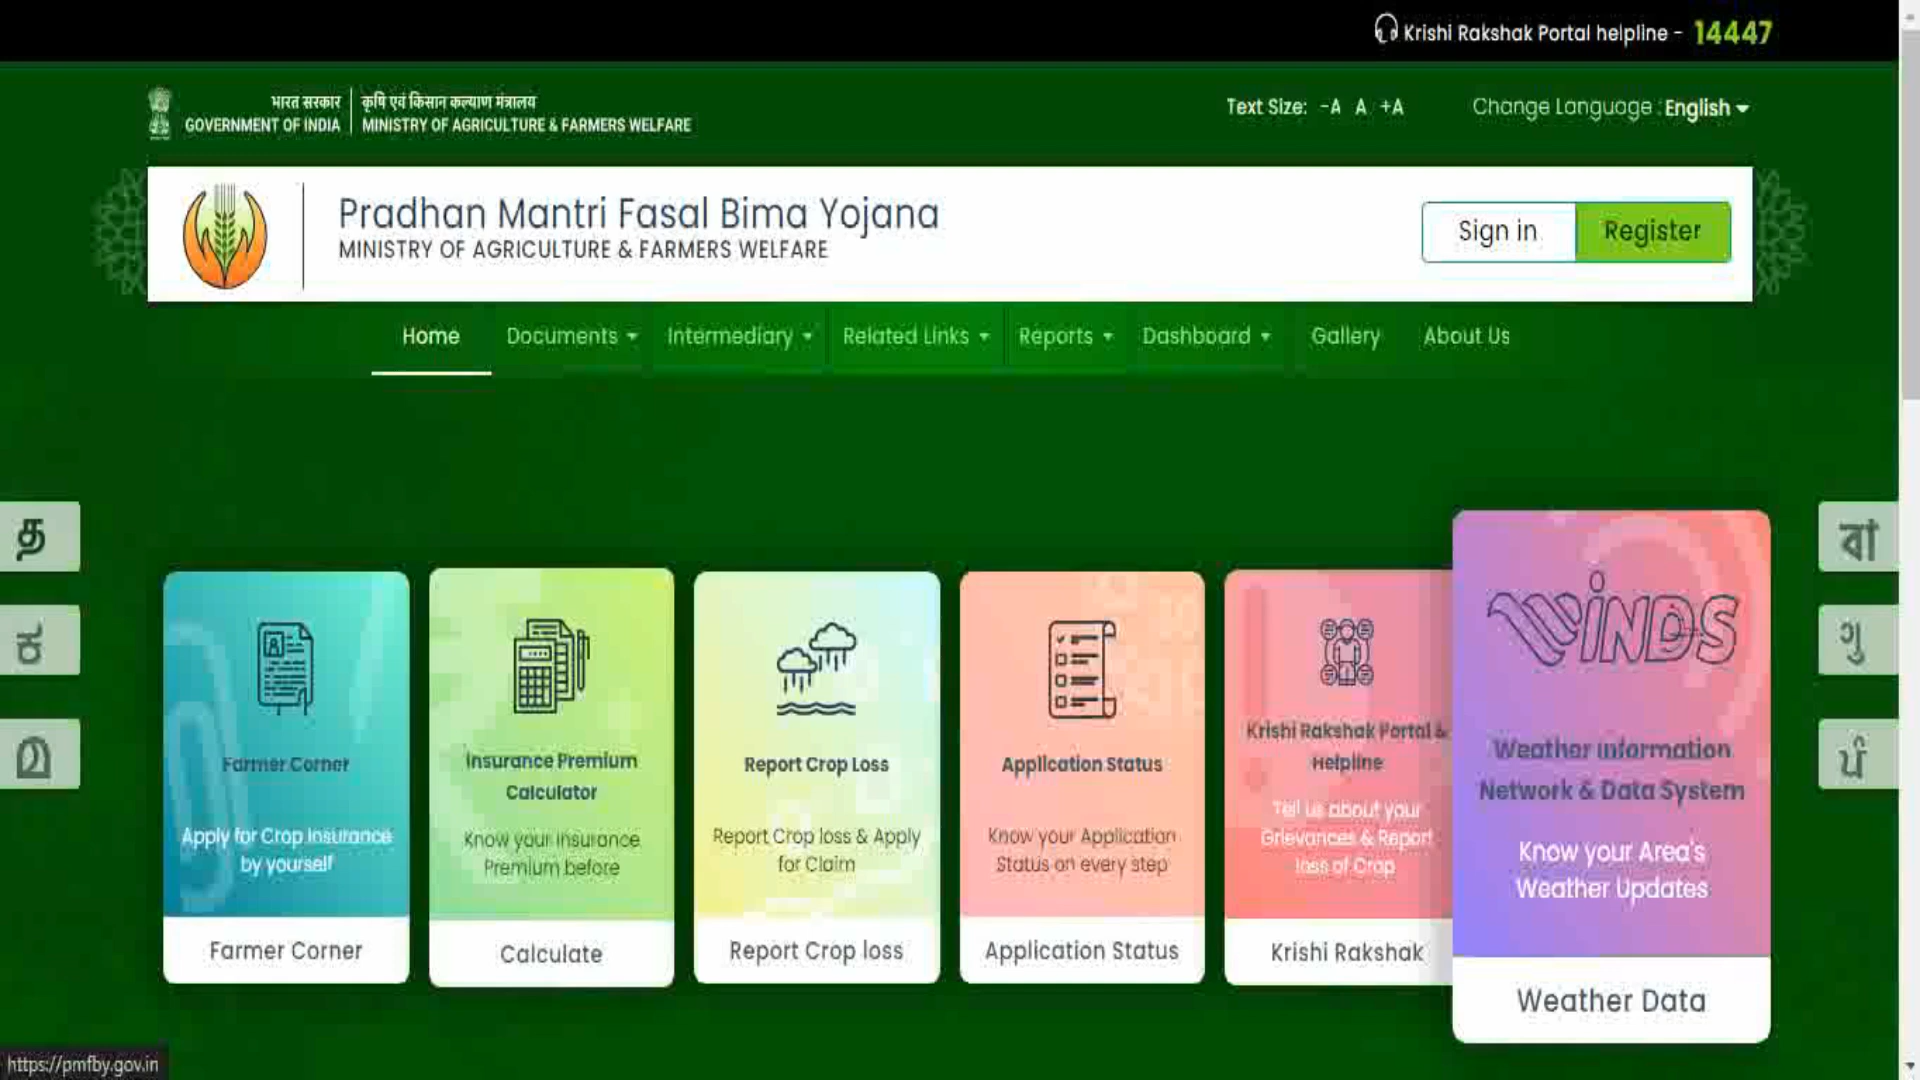 Krishi Rakshak Portal helpline - 14447
भारत सरकार
GOVERNMENT OF INDIA
कृषि एवं किसान कल्याण मंत्रालय
MINISTRY OF AGRICULTURE & FARMERS WELFARE
Text Size: -A A +A
Change Language : English
Pradhan Mantri Fasal Bima Yojana
MINISTRY OF AGRICULTURE & FARMERS WELFARE
Sign in
Register
Home
Documents
Intermediary
Related Links
Reports
Dashboard
Gallery
About Us
த
ಕ
മ
বা
ગુ
ਪੰ
Farmer Corner
Apply for Crop Insurance
by yourself
Farmer Corner
Insurance Premium
Calculator
Know your insurance
Premium before
Calculate
Report Crop Loss
Report Crop loss & Apply
for Claim
Report Crop loss
Application Status
Know your Application
Status on every step
Application Status
Krishi Rakshak Portal &
Helpline
Tell us about your
Grievances & Report
loss of Crop
Krishi Rakshak
WINDS
Weather Information
Network & Data System
Know your Area's
Weather Updates
Weather Data
https://pmfby.gov.in